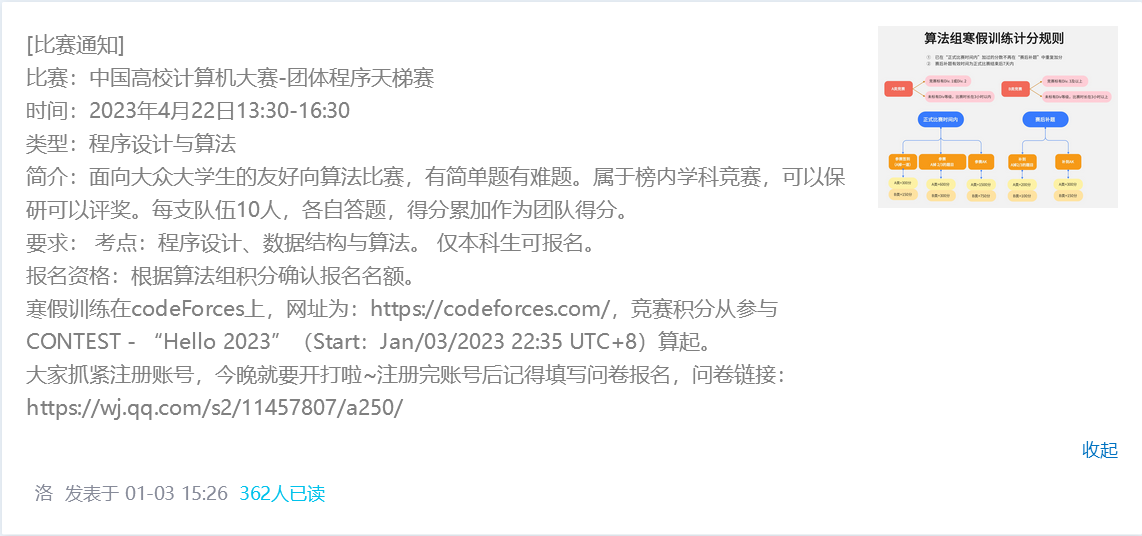 [比赛通知]
比赛：中国高校计算机大赛-团体程序天梯赛
时间：2023年4月22日13:30-16:30
类型：程序设计与算法
简介：面向大众大学生的友好向算法比赛，有简单题有难题。属于榜内学科竞赛，可以保
研可以评奖。每支队伍10人，各自答题，得分累加作为团队得分。
要求： 考点：程序设计、数据结构与算法。 仅本科生可报名。
报名资格：根据算法组积分确认报名名额。
寒假训练在codeForces上，网址为：https://codeforces.com/，竞赛积分从参与
CONTEST - “Hello 2023”（Start：Jan/03/2023 22:35 UTC+8）算起。
大家抓紧注册账号，今晚就要开打啦~注册完账号后记得填写问卷报名，问卷链接：
https://wj.qq.com/s2/11457807/a250/
收起
洛 发表于 01-03 15:26 362人已读
算法组寒假训练计分规则
正式比赛时间内
赛后补题